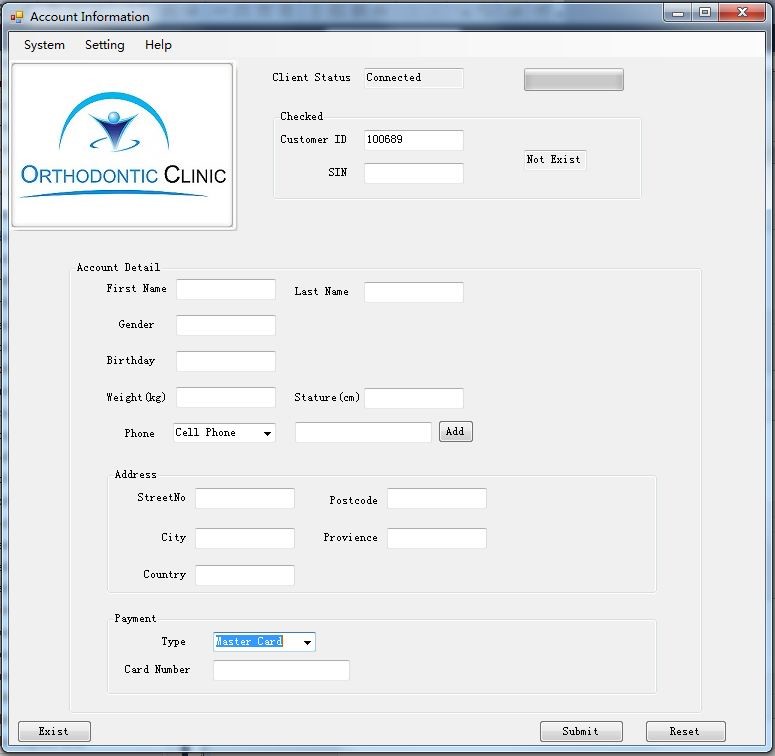 Account Information
System Setting Help
Client Status Connected
Checked
Customer ID 100689
Not Exist
SIN
ORTHODONTIC CLINIC
Account Detail
First Name Last Name
Gender
Birthday
Weight(kg) Stature(cm)
Phone Cell Phone Add
Address
StreetNo Postcode
City Provience
Country
Payment
Type Master Card
Card Number
Exist Submit Reset